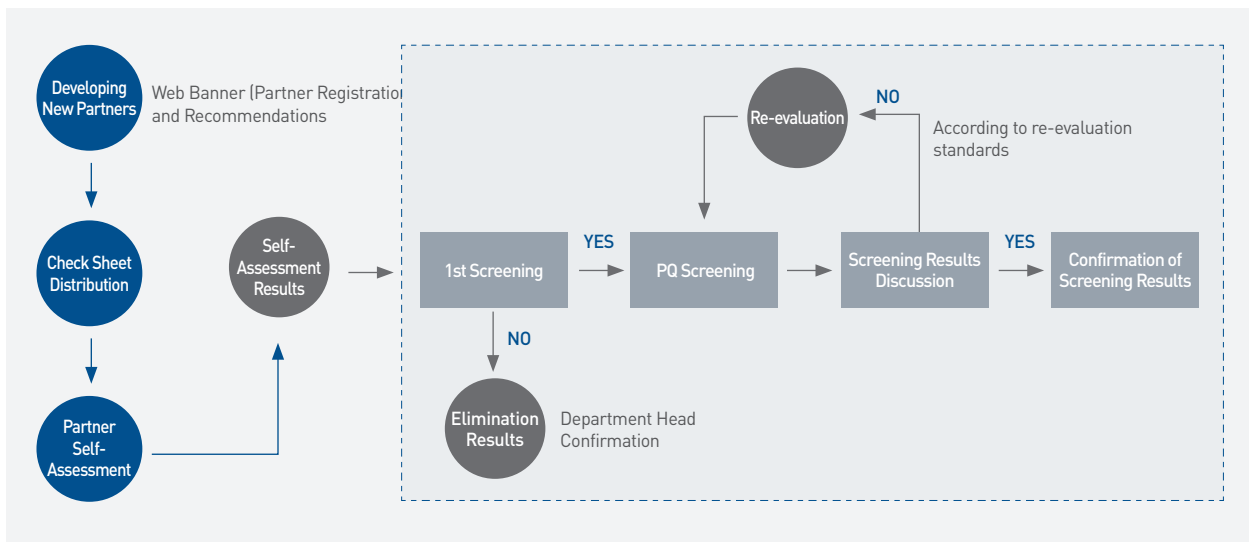 Developing
New Partners
Web Banner (Partner Registration
and Recommendations
Check Sheet
Distribution
Partner
Self-
Assessment
Self-
Assessment
Results
1st Screening
YES
PQ Screening
Screening Results
Discussion
YES
Confirmation of
Screening Results
Re-evaluation
NO
According to re-evaluation
standards
NO
Elimination
Results
Department Head
Confirmation